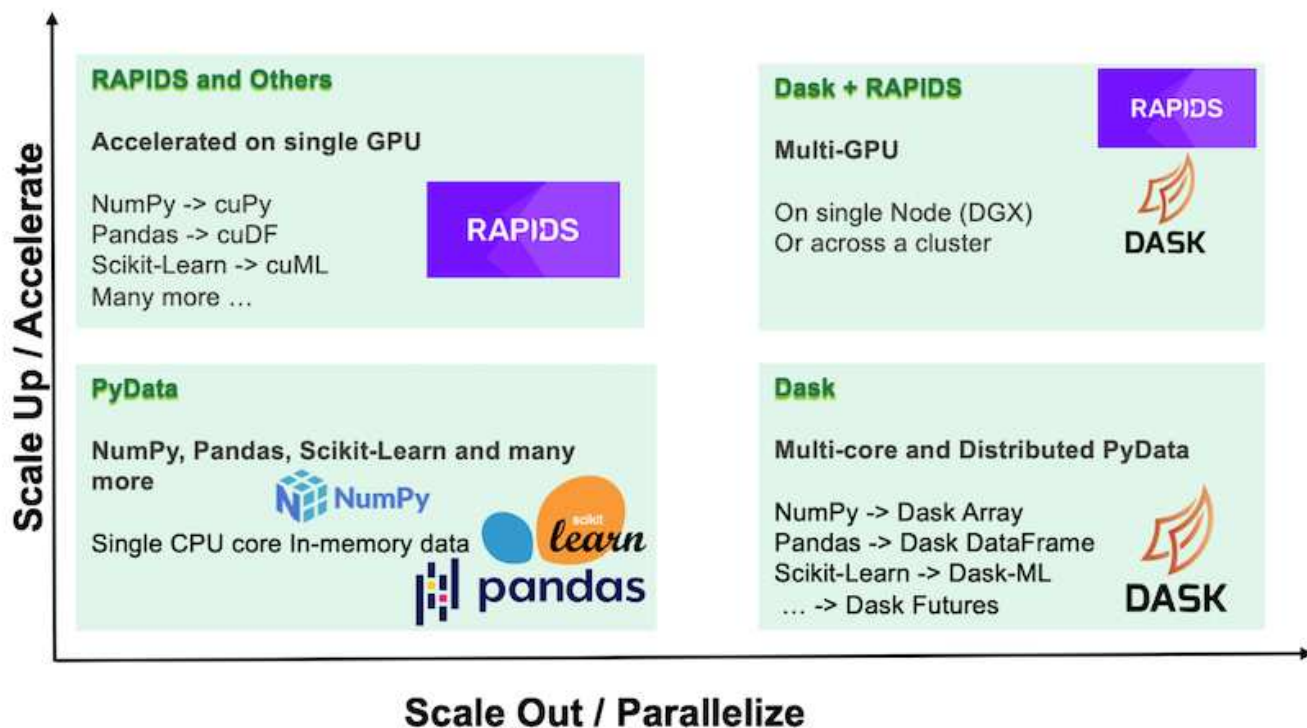 Scale Up / Accelerate
RAPIDS and Others
Accelerated on single GPU
NumPy -> cuPy
Pandas -> cuDF
Scikit-Learn -> cuML
Many more …
RAPIDS
Dask + RAPIDS
Multi-GPU
On single Node (DGX)
Or across a cluster
RAPIDS
DASK
PyData
NumPy, Pandas, Scikit-Learn and many
more
NumPy
Single CPU core In-memory data
scikit
learn
pandas
Dask
Multi-core and Distributed PyData
NumPy -> Dask Array
Pandas -> Dask DataFrame
Scikit-Learn -> Dask-ML
… -> Dask Futures
DASK
Scale Out / Parallelize